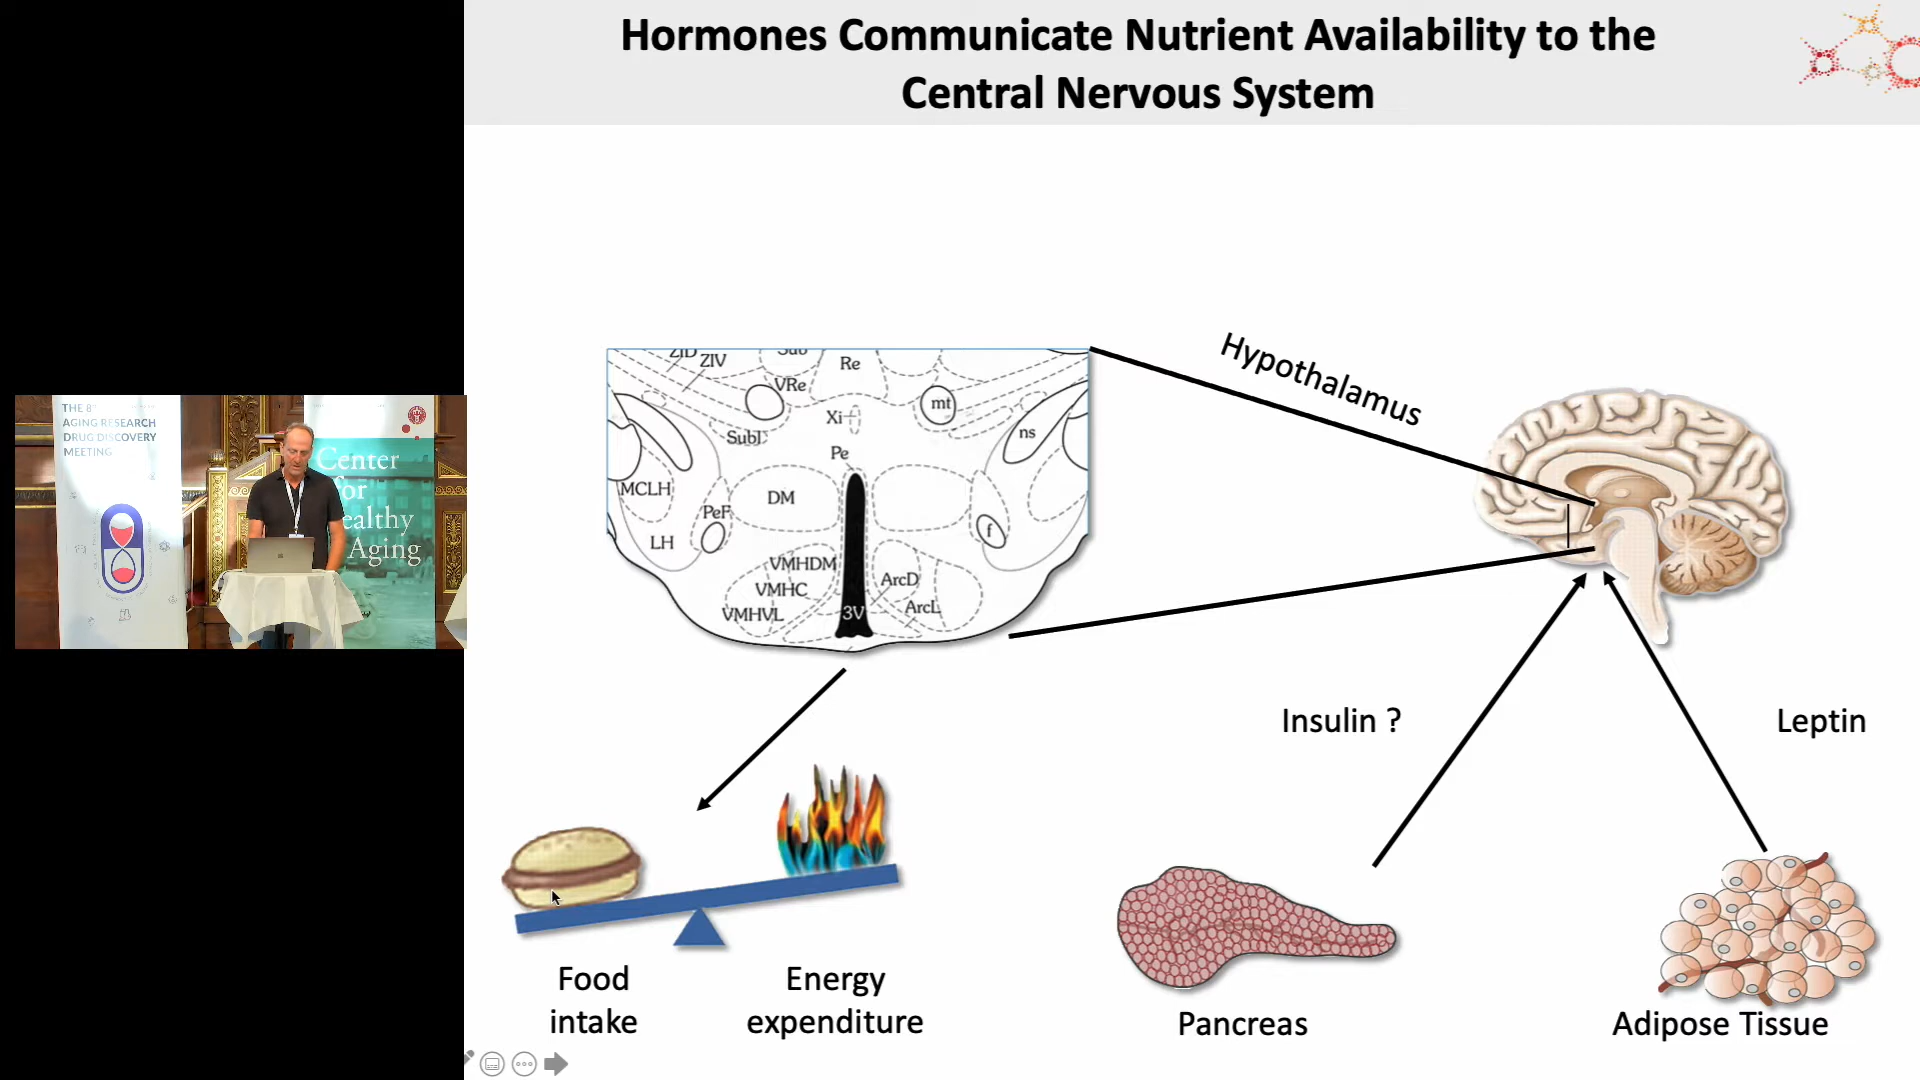 Hormones Communicate Nutrient Availability to the
Central Nervous System
THE 8
AGING RESEARCH
DRUG DISCOVERY
MEETING
Center
for
ealthy
Aging
Hypothalamus
ZID
ZIV
Sub
Re
VRe
mt
Xi
SubI
ns
Pe
MCLH
DM
PeF
f
LH
VMHDM
ArcD
VMHC
ArcL
VMHVL
3V
Insulin ?
Leptin
Food
intake
Energy
expenditure
Pancreas
Adipose Tissue